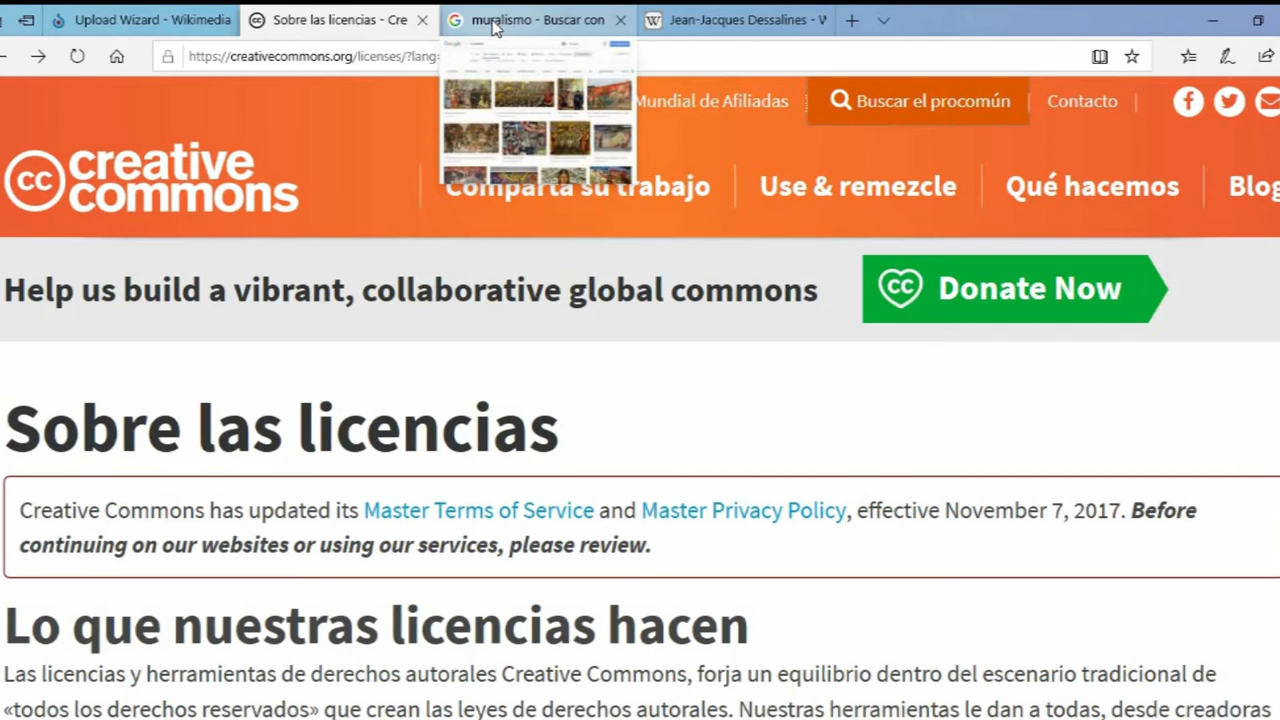 Upload Wizard - Wikimedia
Sobre las licencias - Cre
muralismo - Buscar con
Jean-Jacques Dessalines - W
https://creativecommons.org/licenses/?lang=
Mundial de Afiliadas
Buscar el procomún
Contacto
creative commons
Comparta su trabajo
Use & remezcle
Qué hacemos
Blog
Help us build a vibrant, collaborative global commons
cc Donate Now
Sobre las licencias
Creative Commons has updated its Master Terms of Service and Master Privacy Policy, effective November 7, 2017. Before
continuing on our websites or using our services, please review.
Lo que nuestras licencias hacen
Las licencias y herramientas de derechos autorales Creative Commons, forja un equilibrio dentro del escenario tradicional de
«todos los derechos reservados» que crean las leyes de derechos autorales. Nuestras herramientas le dan a todas, desde creadoras